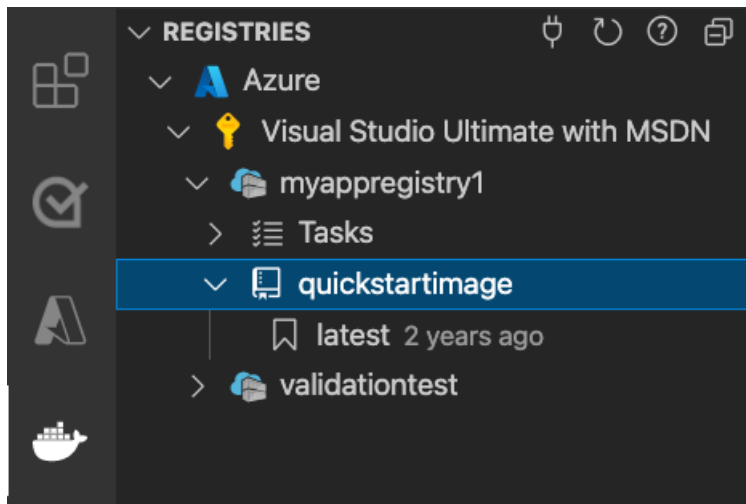 REGISTRIES
Azure
Visual Studio Ultimate with MSDN
myappregistry1
Tasks
quickstartimage
latest 2 years ago
validationtest